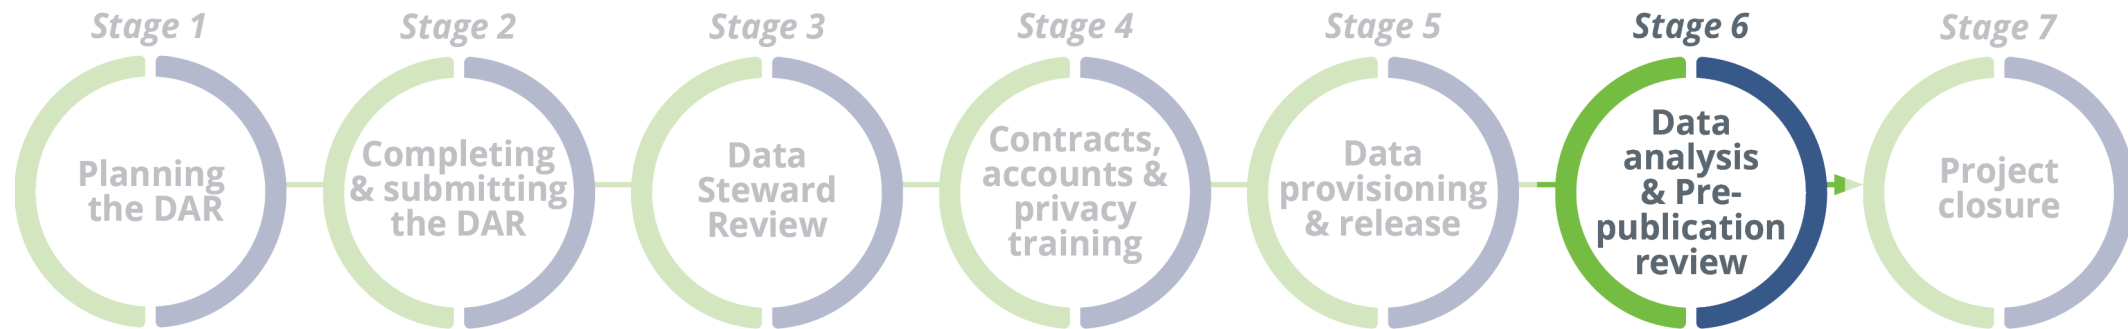 Stage 1
Planning
the DAR
Stage 2
Completing
& submitting
the DAR
Stage 3
Data
Steward
Review
Stage 4
Contracts,
accounts &
privacy
training
Stage 5
Data
provisioning
& release
Stage 6
Data
analysis
& Pre-
publication
review
Stage 7
Project
closure